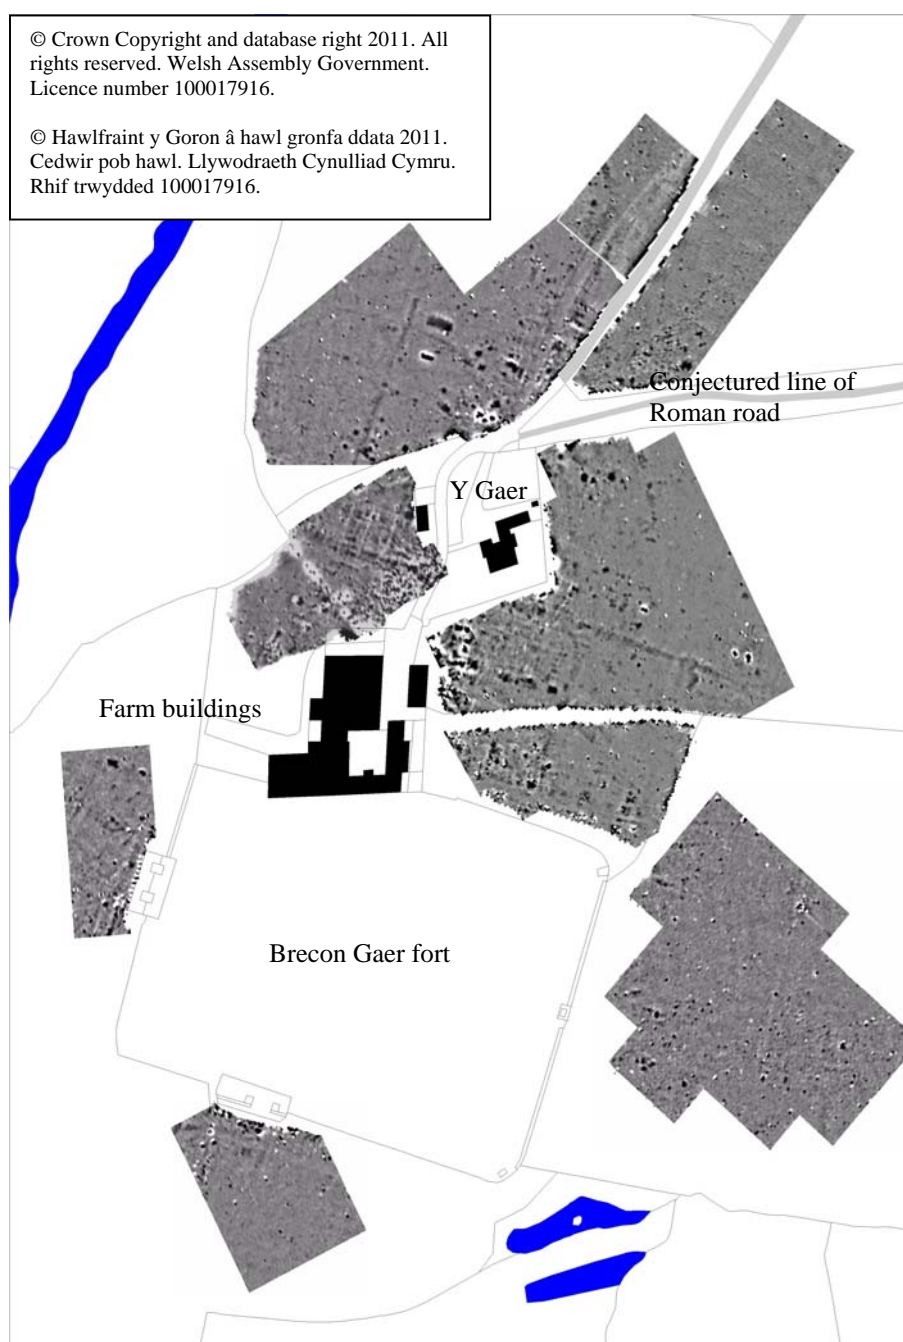 © Crown Copyright and database right 2011. All
rights reserved. Welsh Assembly Government.
Licence number 100017916.
© Hawlfraint y Goron â hawl gronfa ddata 2011.
Cedwir pob hawl. Llywodraeth Cynulliad Cymru.
Rhif trwydded 100017916.
Conjectured line of
Roman road
Y Gaer
Farm buildings
Brecon Gaer fort